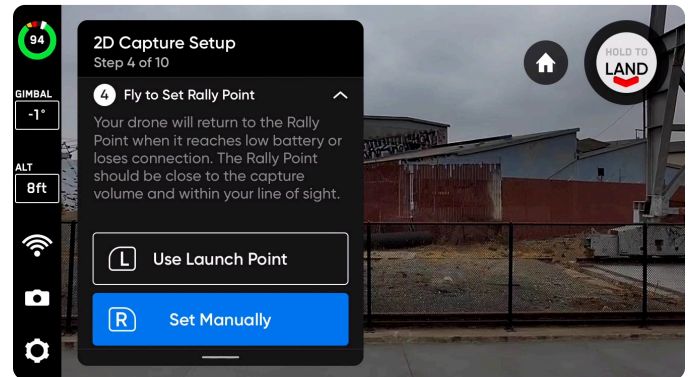 94
GIMBAL
-1°
ALT
8ft
2D Capture Setup
Step 4 of 10
4 Fly to Set Rally Point
Your drone will return to the Rally
Point when it reaches low battery or
loses connection. The Rally Point
should be close to the capture
volume and within your line of sight.
L Use Launch Point
R Set Manually
HOLD TO
LAND